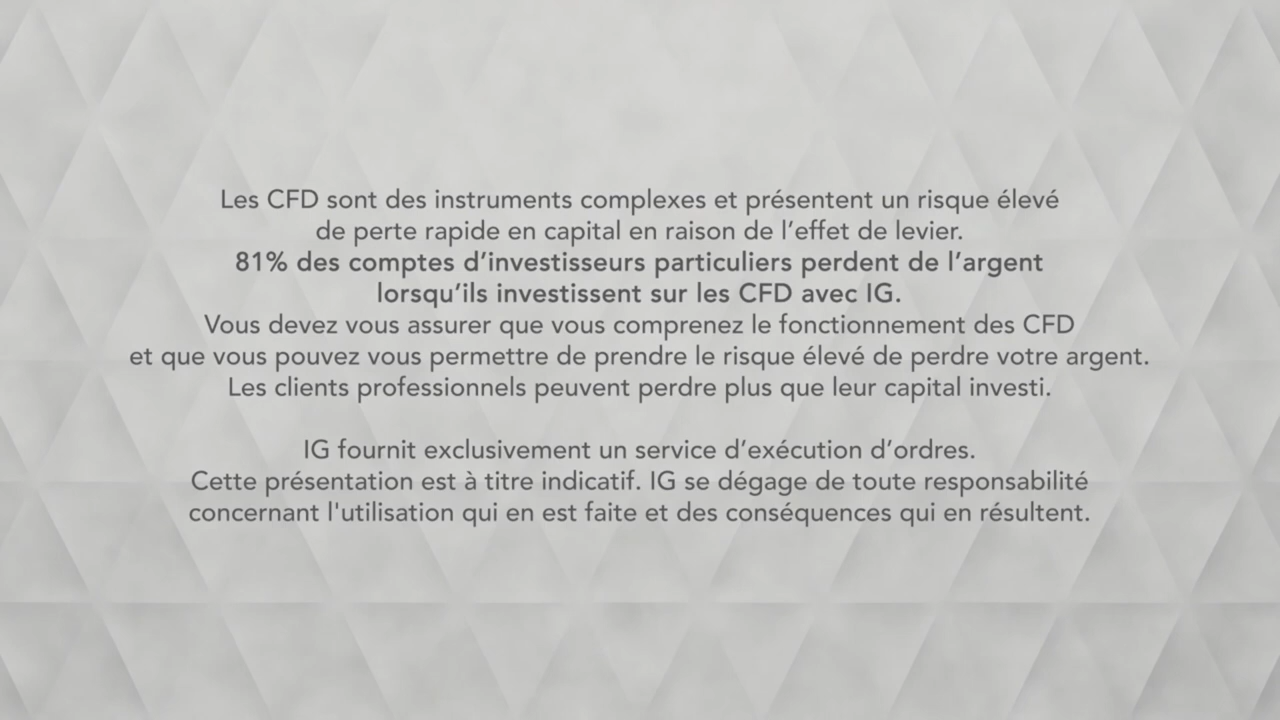 Les CFD sont des instruments complexes et présentent un risque élevé
de perte rapide en capital en raison de l’effet de levier.
81% des comptes d’investisseurs particuliers perdent de l’argent
lorsqu’ils investissent sur les CFD avec IG.
Vous devez vous assurer que vous comprenez le fonctionnement des CFD
et que vous pouvez vous permettre de prendre le risque élevé de perdre votre argent.
Les clients professionnels peuvent perdre plus que leur capital investi.
IG fournit exclusivement un service d’exécution d’ordres.
Cette présentation est à titre indicatif. IG se dégage de toute responsabilité
concernant l'utilisation qui en est faite et des conséquences qui en résultent.